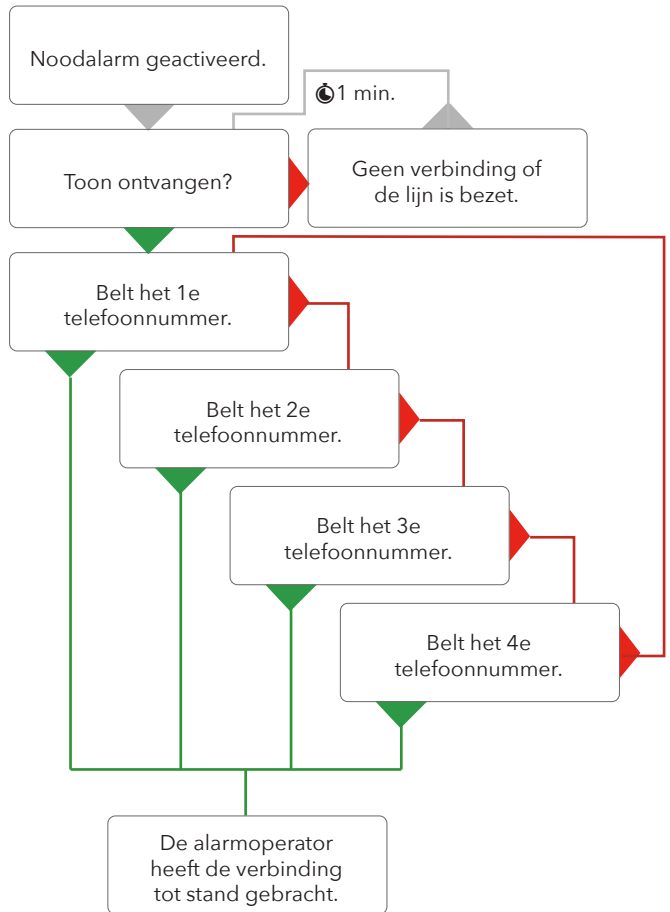 Noodalarm geactiveerd.
1 min.
Toon ontvangen?
Geen verbinding of
de lijn is bezet.
Belt het 1e
telefoonnummer.
Belt het 2e
telefoonnummer.
Belt het 3e
telefoonnummer.
Belt het 4e
telefoonnummer.
De alarmoperator
heeft de verbinding
tot stand gebracht.